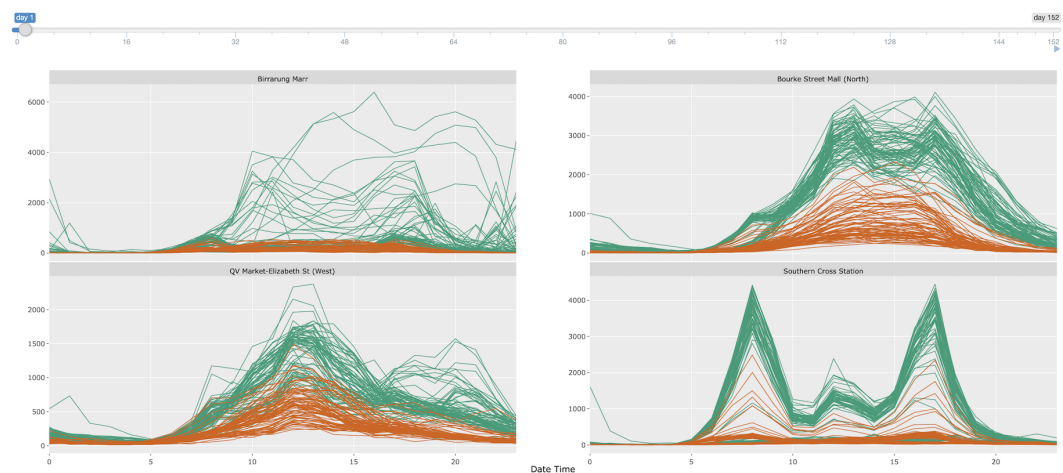 day 1
day 152
0 16 32 48 64 80 96 112 128 144 152
Birrarung Marr
6000
4000
2000
0
Bourke Street Mall (North)
4000
3000
2000
1000
0
QV Market-Elizabeth St (West)
2000
1500
1000
500
0
0 5 10 15 20
Southern Cross Station
4000
3000
2000
1000
0
0 5 10 15 20
Date Time